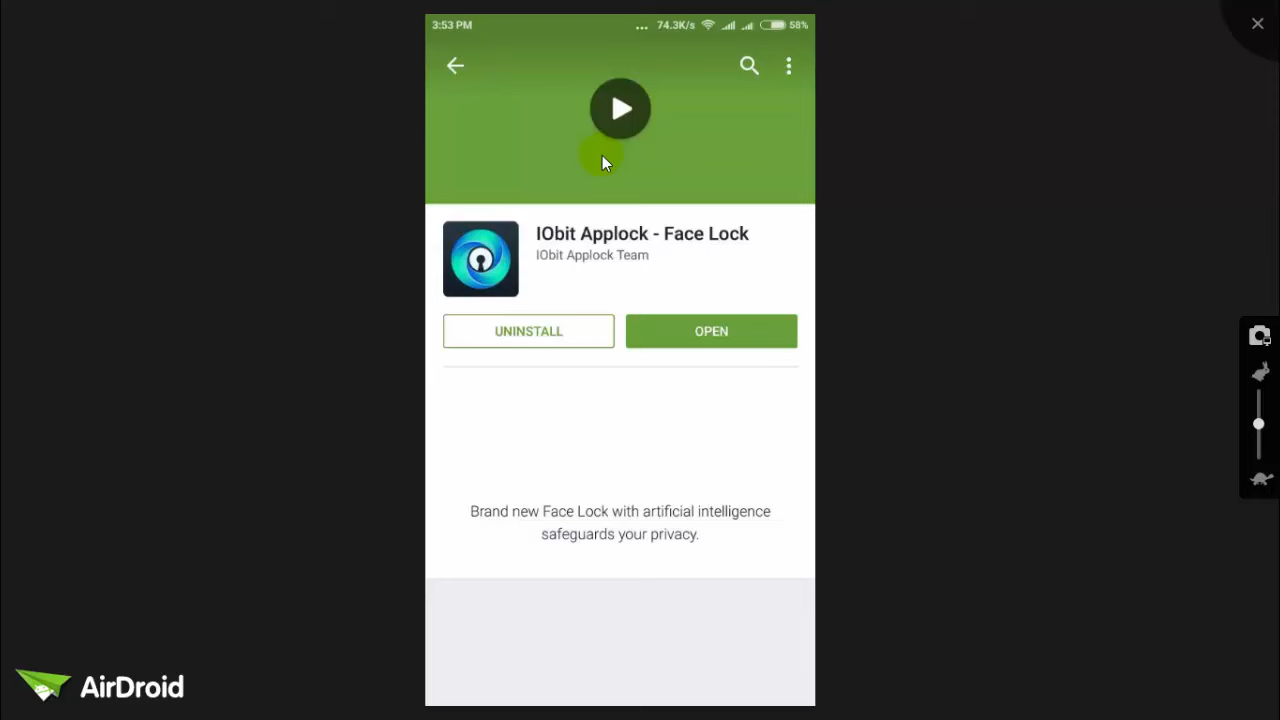 3:53 PM ... 74.3K/s 58%
IObit Applock - Face Lock
IObit Applock Team
UNINSTALL OPEN
Brand new Face Lock with artificial intelligence
safeguards your privacy.
AirDroid